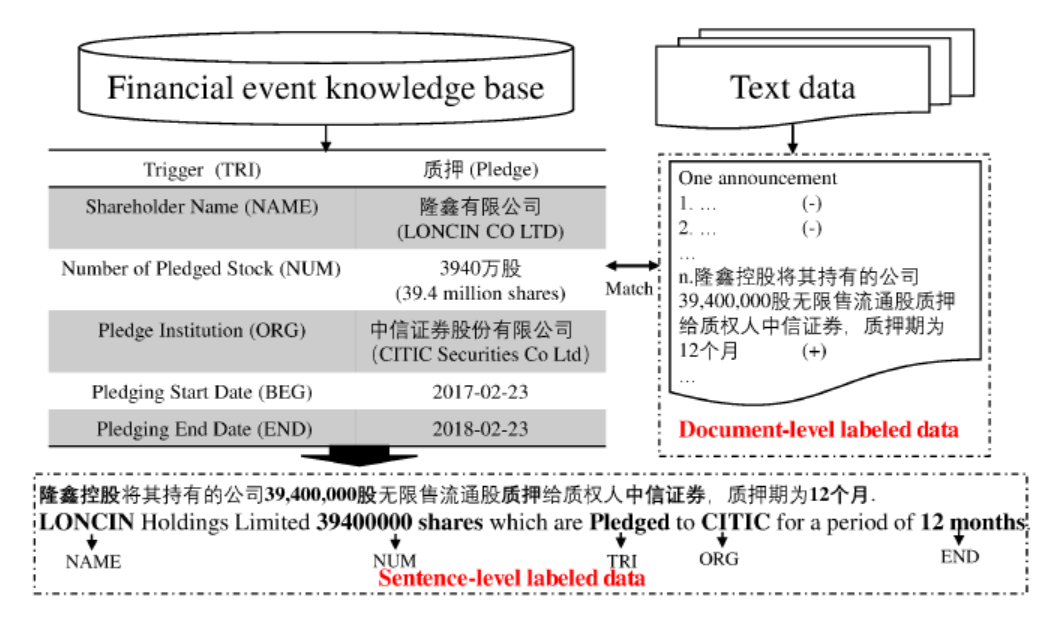 Financial event knowledge base
Text data
Trigger (TRI) 质押 (Pledge)
Shareholder Name (NAME) 隆鑫有限公司
(LONCIN CO LTD)
Number of Pledged Stock (NUM) 3940万股
(39.4 million shares)
Pledge Institution (ORG) 中信证券股份有限公司
(CITIC Securities Co Ltd)
Pledging Start Date (BEG) 2017-02-23
Pledging End Date (END) 2018-02-23
Match
One announcement
1. ... (-)
2. ... (-)
...
n.隆鑫控股将其持有的公司
39,400,000股无限售流通股质押
给质权人中信证券，质押期为
12个月 (+)
...
Document-level labeled data
隆鑫控股将其持有的公司39,400,000股无限售流通股质押给质权人中信证券，质押期为12个月.
LONCIN Holdings Limited 39400000 shares which are Pledged to CITIC for a period of 12 months.
NAME NUM TRI ORG END
Sentence-level labeled data